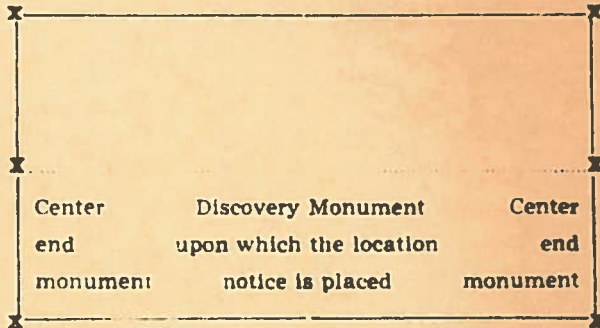 Center Discovery Monument Center
end upon which the location end
monument notice is placed monument